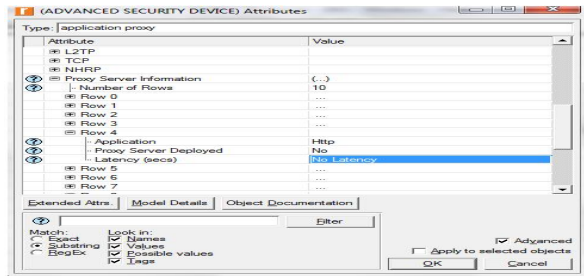 (ADVANCED SECURITY DEVICE) Attributes
Type: application proxy
Attribute Value
L2TP
TCP
NHRP
Proxy Server Information (...)
Number of Rows 10
Row 0 ...
Row 1 ...
Row 2 ...
Row 3 ...
Row 4 ...
Application Http
Proxy Server Deployed No
Latency (secs) No Latency
Row 5 ...
Row 6 ...
Row 7 ...
Extended Attrs. Model Details Object Documentation
Filter
Match: Look in:
Exact Names
Substring Values
RegEx Possible values
Tags
Advanced
Apply to selected objects
OK Cancel